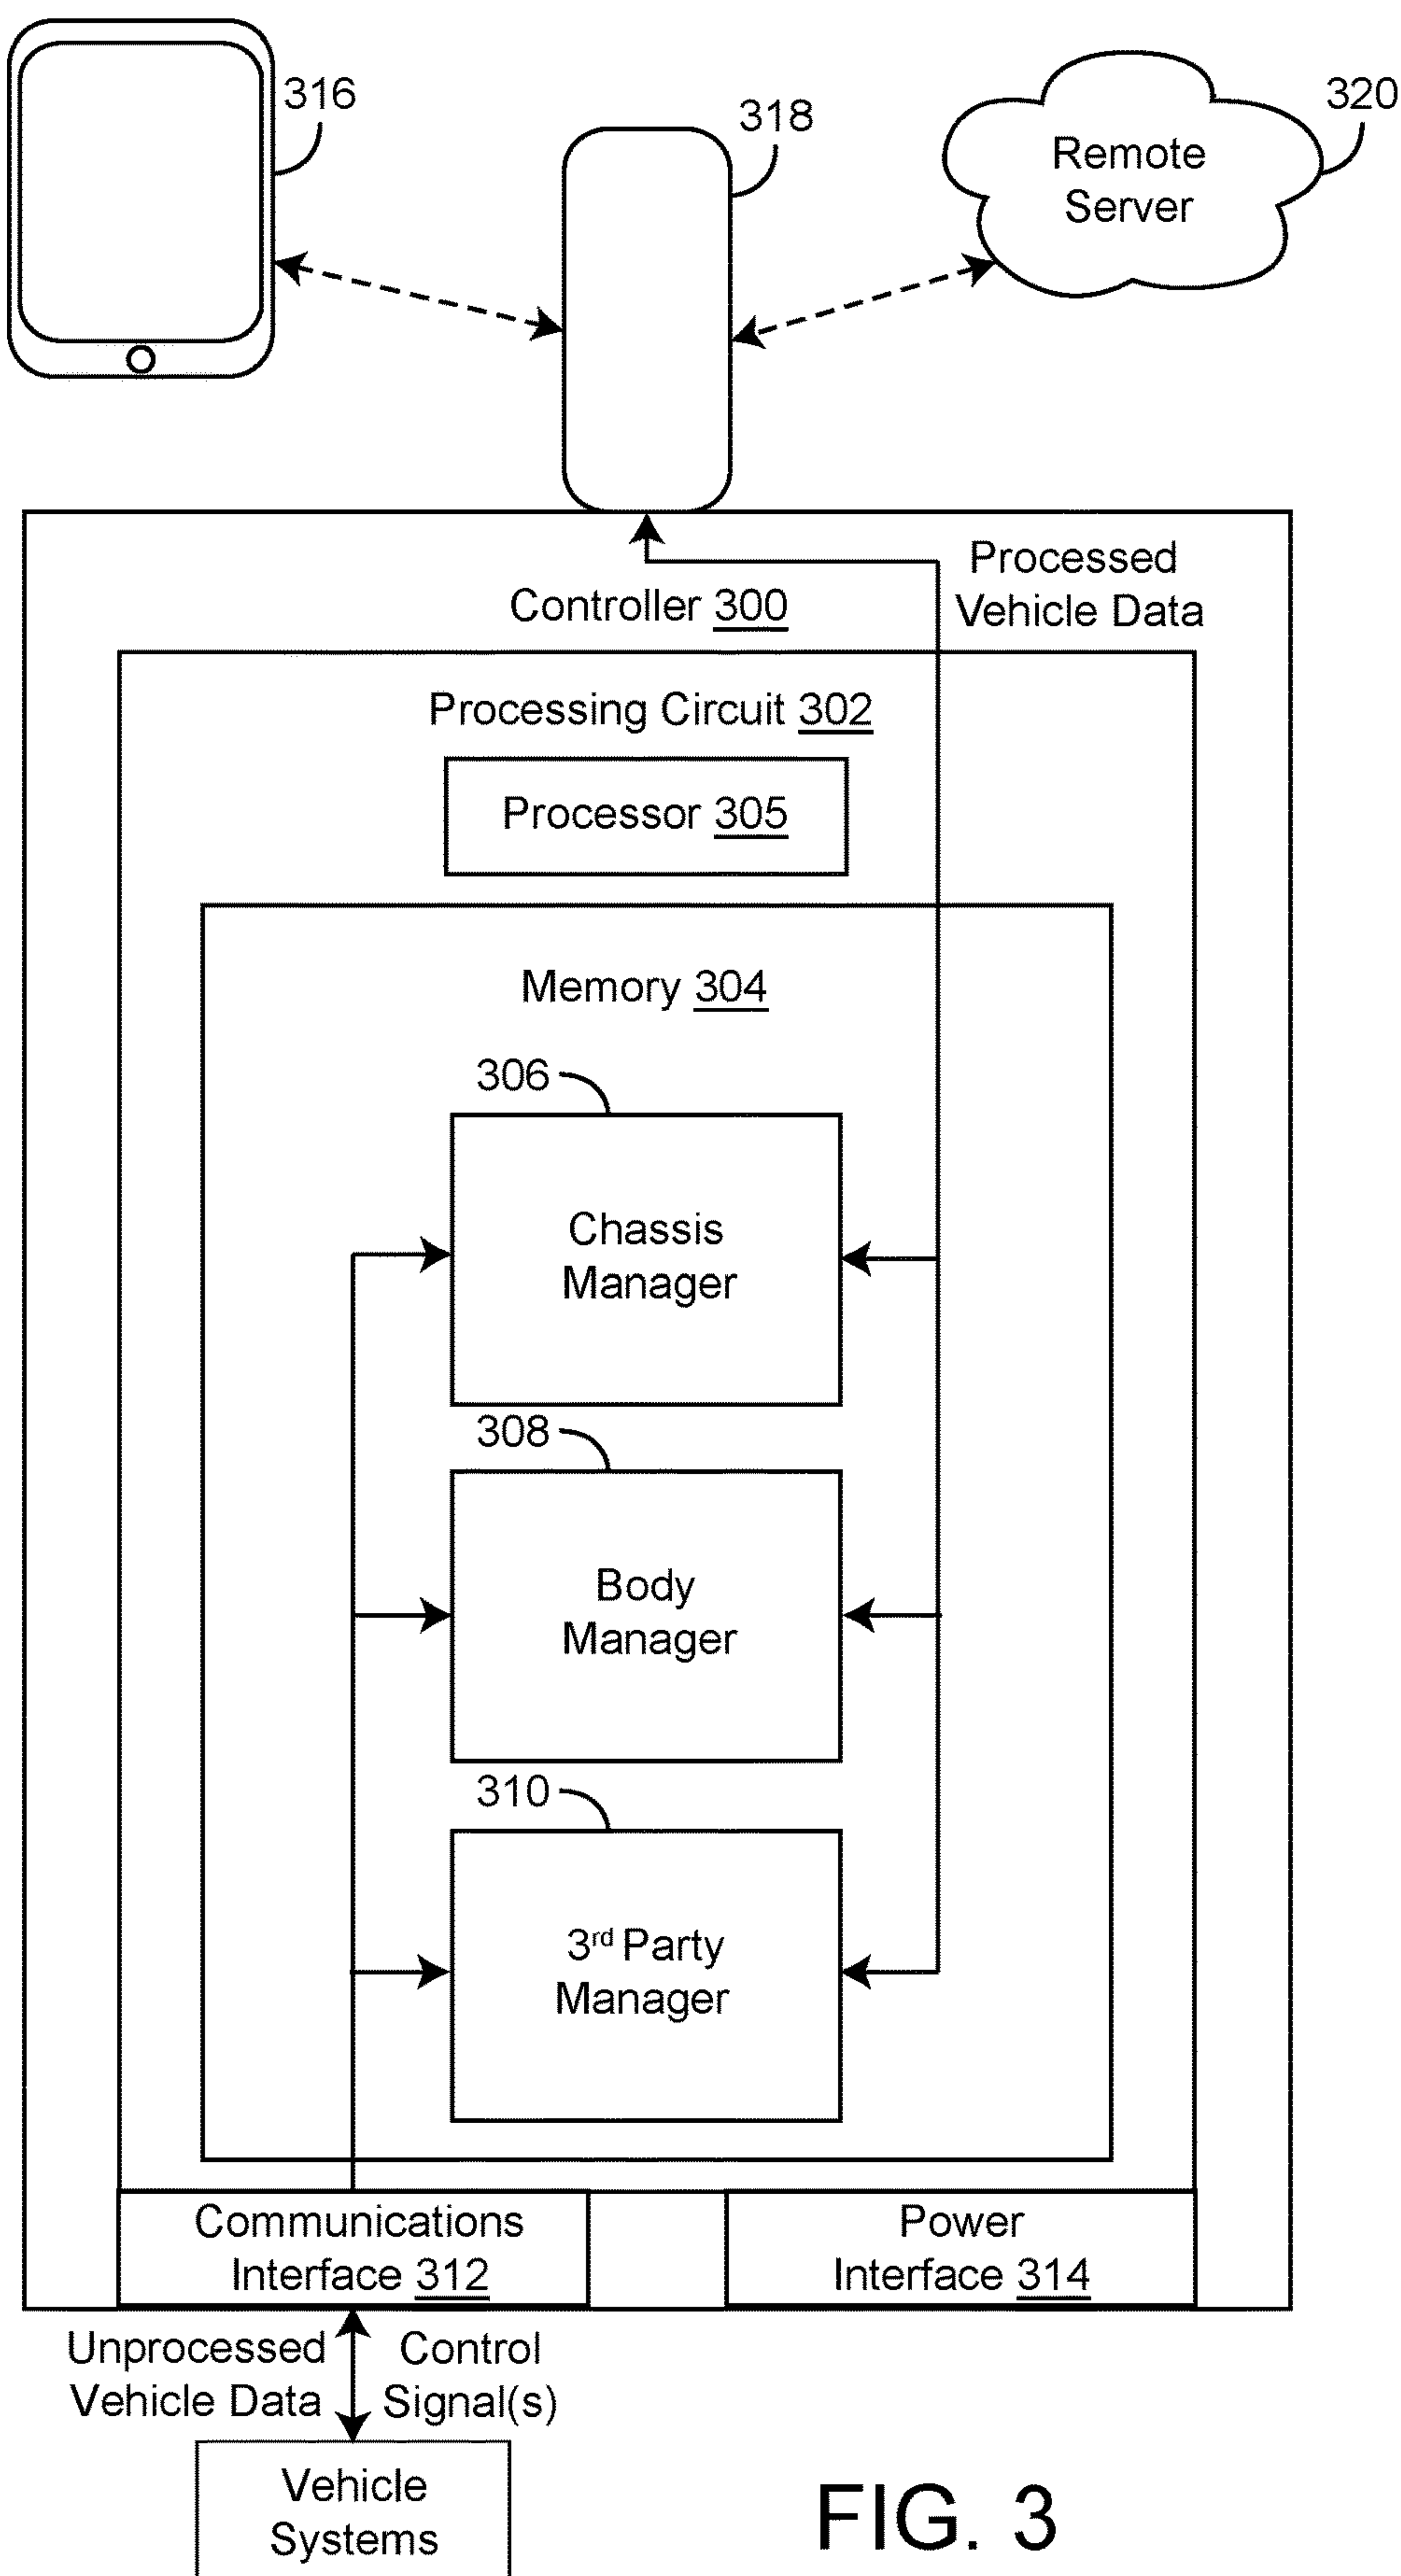 316
318
320
Remote
Server
Processed
Vehicle Data
Controller 300
Processing Circuit 302
Processor 305
Memory 304
306
Chassis
Manager
308
Body
Manager
310
3rd Party
Manager
Communications
Interface 312
Power
Interface 314
Unprocessed
Vehicle Data
Control
Signal(s)
Vehicle
Systems
FIG. 3